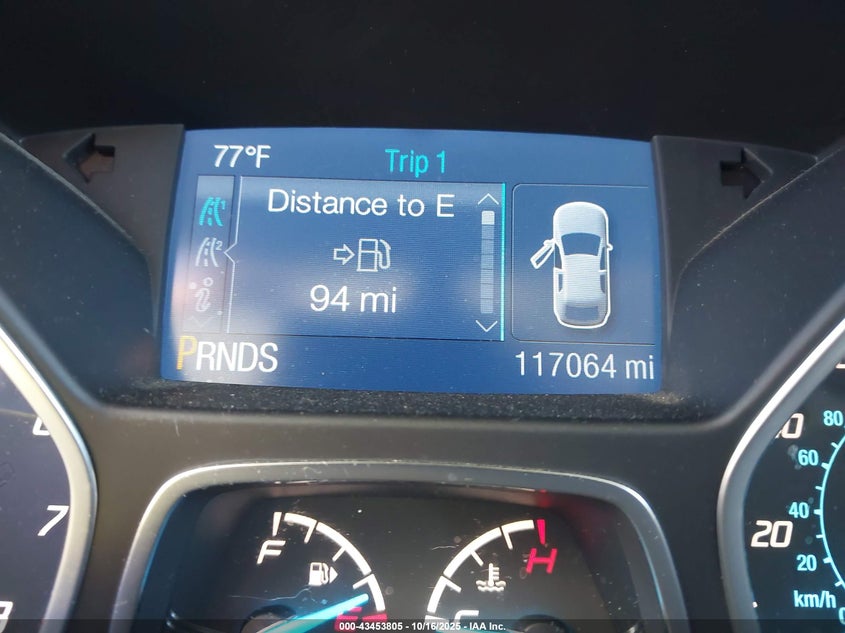 77°F
Trip 1
Distance to E
2
94 mi
PRNDS
117064 mi
7
F
H
20
80
60
40
20
km/h
000-43453805 - 10/16/2025 - IAA Inc.